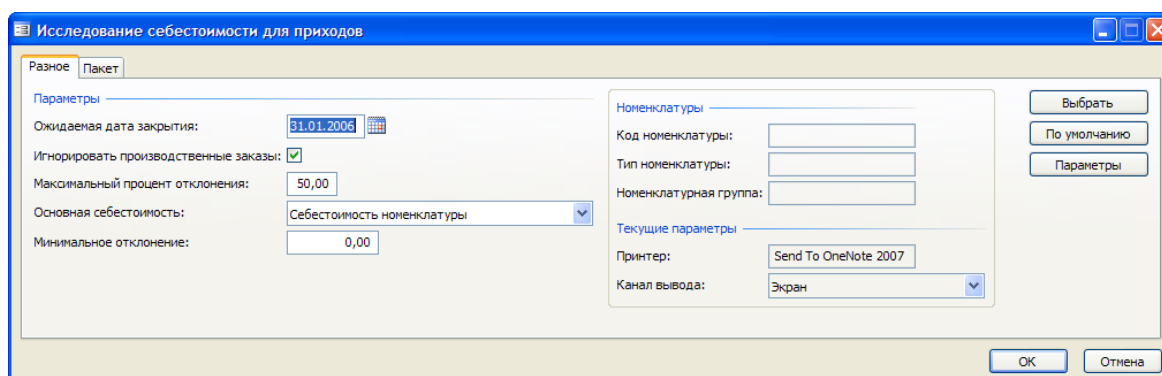 Исследование себестоимости для приходов
Разное Пакет
Параметры
Ожидаемая дата закрытия: 31.01.2006
Игнорировать производственные заказы:
Максимальный процент отклонения: 50,00
Основная себестоимость: Себестоимость номенклатуры
Минимальное отклонение: 0,00
Номенклатуры
Код номенклатуры:
Тип номенклатуры:
Номенклатурная группа:
Текущие параметры
Принтер: Send To OneNote 2007
Канал вывода: Экран
Выбрать
По умолчанию
Параметры
ОК Отмена